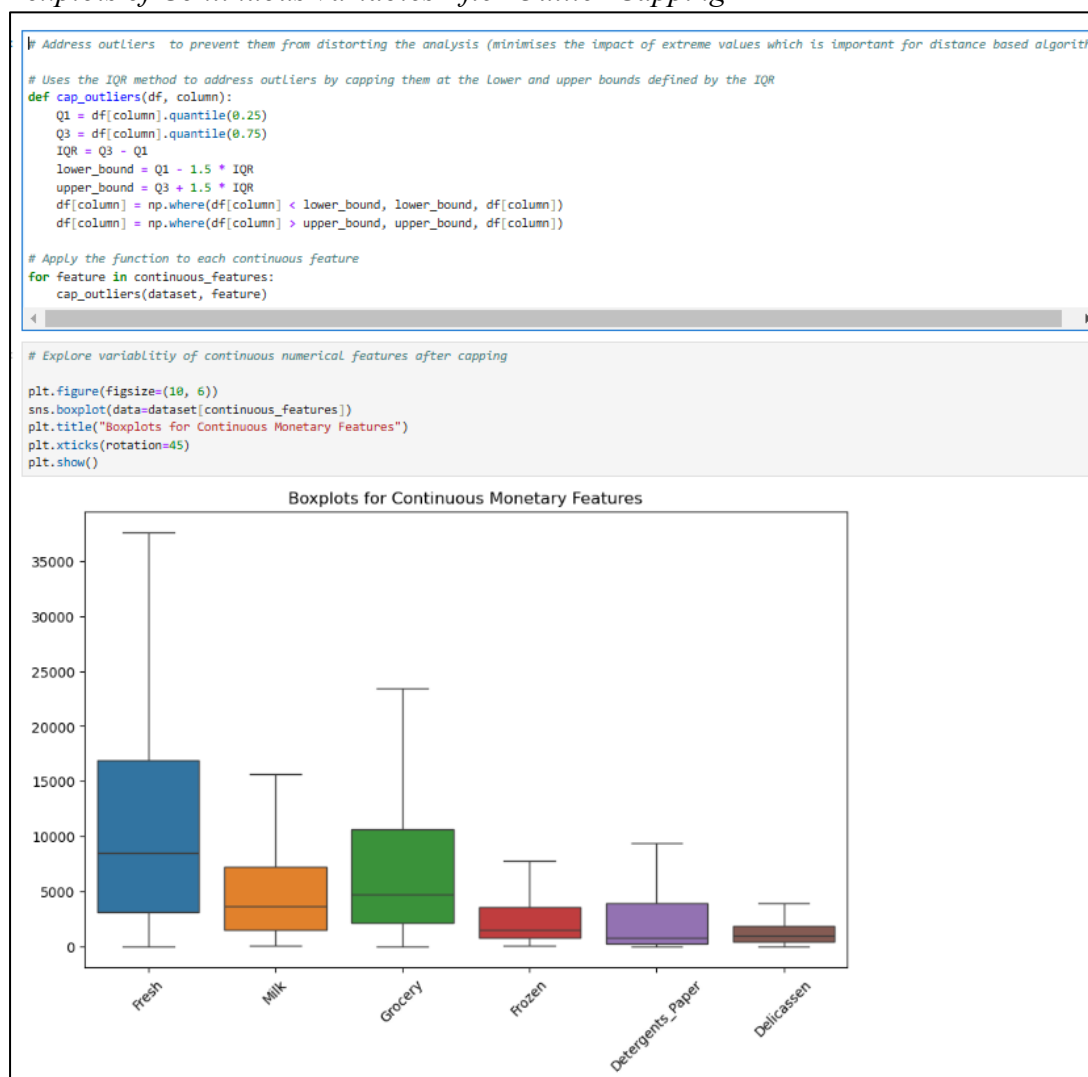 Boxplots of Continuous Variables After Outlier Capping
# Address outliers  to prevent them from distorting the analysis (minimises the impact of extreme values which is important for distance based algorith
# Uses the IQR method to address outliers by capping them at the lower and upper bounds defined by the IQR
def cap_outliers(df, column):
    Q1 = df[column].quantile(0.25)
    Q3 = df[column].quantile(0.75)
    IQR = Q3 - Q1
    lower_bound = Q1 - 1.5 * IQR
    upper_bound = Q3 + 1.5 * IQR
    df[column] = np.where(df[column] < lower_bound, lower_bound, df[column])
    df[column] = np.where(df[column] > upper_bound, upper_bound, df[column])
# Apply the function to each continuous feature
for feature in continuous_features:
    cap_outliers(dataset, feature)
# Explore variablitiy of continuous numerical features after capping
plt.figure(figsize=(10, 6))
sns.boxplot(data=dataset[continuous_features])
plt.title("Boxplots for Continuous Monetary Features")
plt.xticks(rotation=45)
plt.show()
Boxplots for Continuous Monetary Features
35000
30000
25000
20000
15000
10000
5000
0
Fresh
Milk
Grocery
Frozen
Detergents_Paper
Delicassen